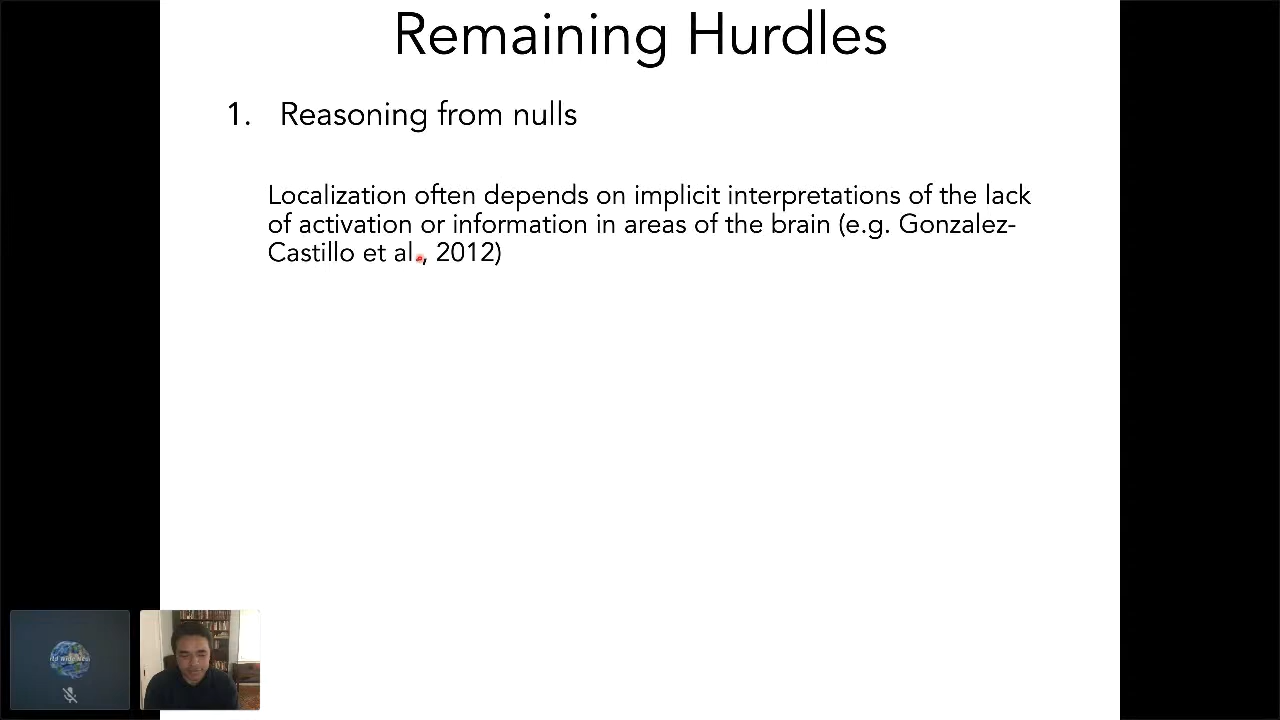 Remaining Hurdles
1. Reasoning from nulls
Localization often depends on implicit interpretations of the lack
of activation or information in areas of the brain (e.g. Gonzalez-
Castillo et al., 2012)